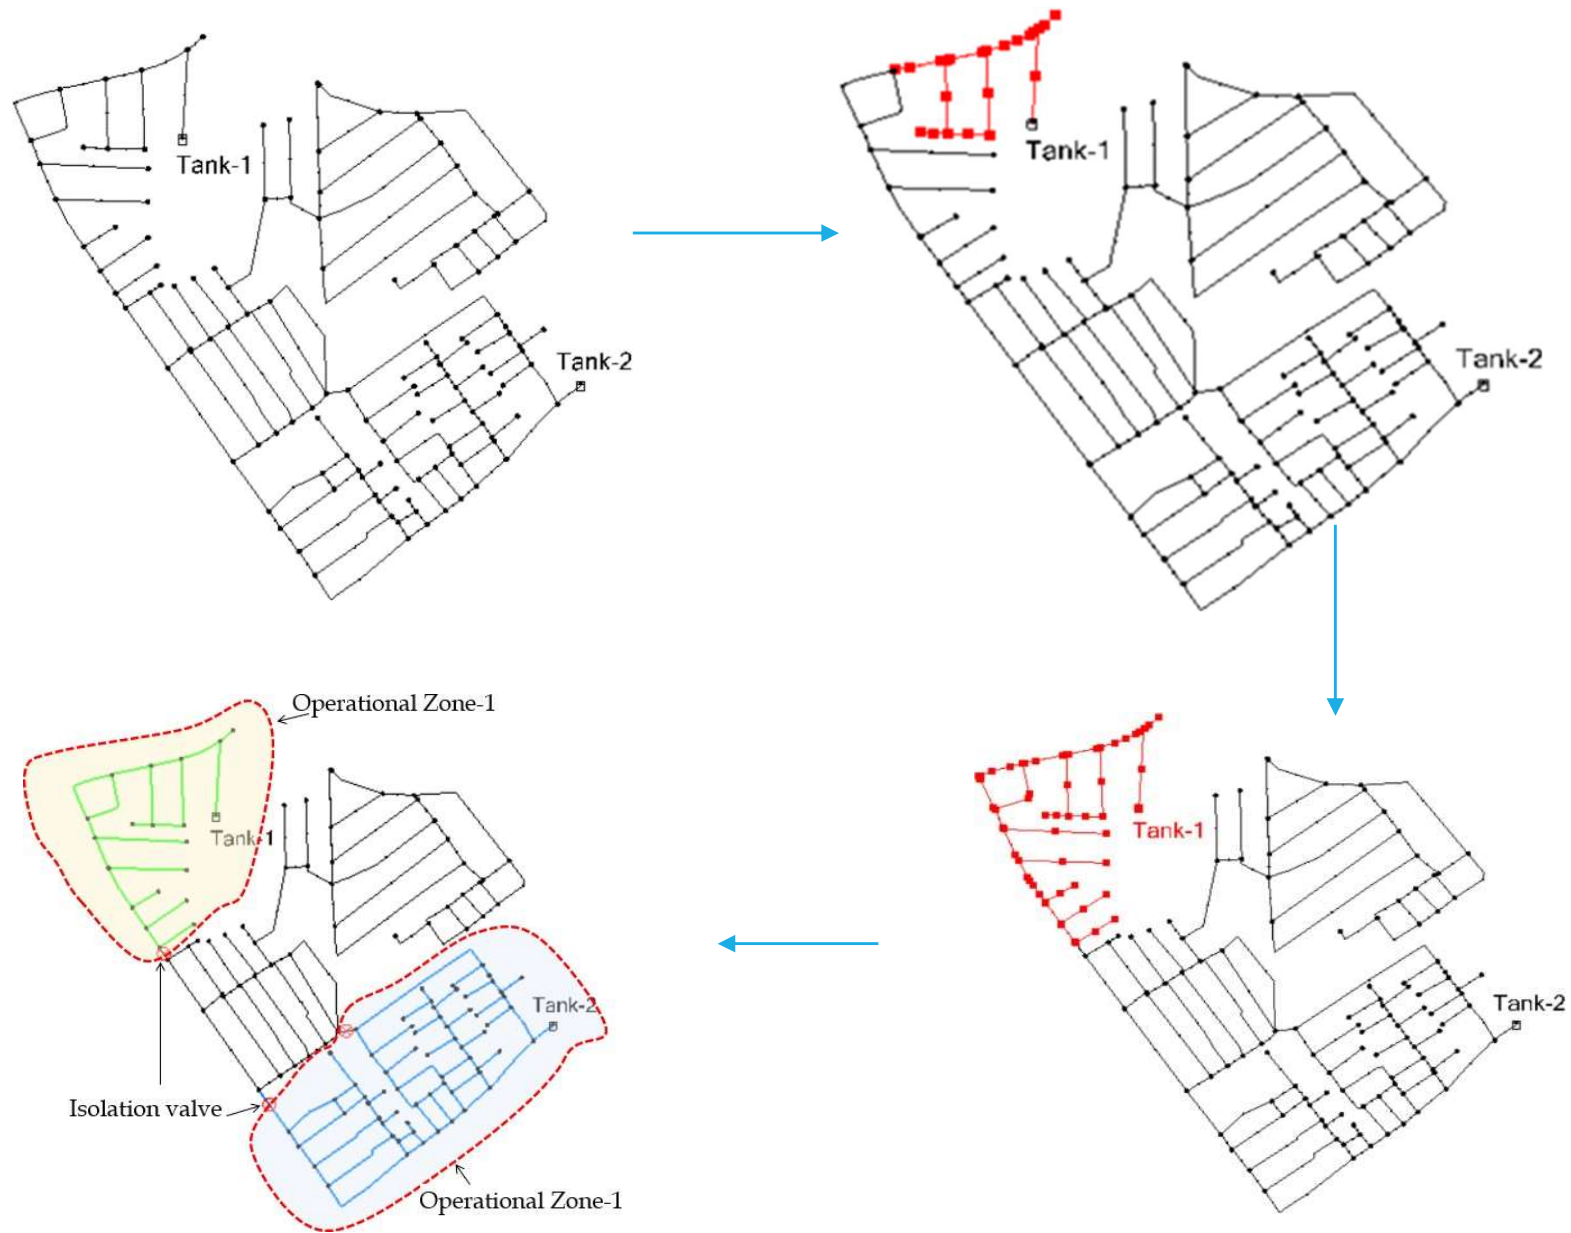 Tank-1
Tank-2
Tank-1
Tank-2
Operational Zone-1
Tank-1
Tank-2
Isolation valve
Operational Zone-1
Tank-1
Tank-2